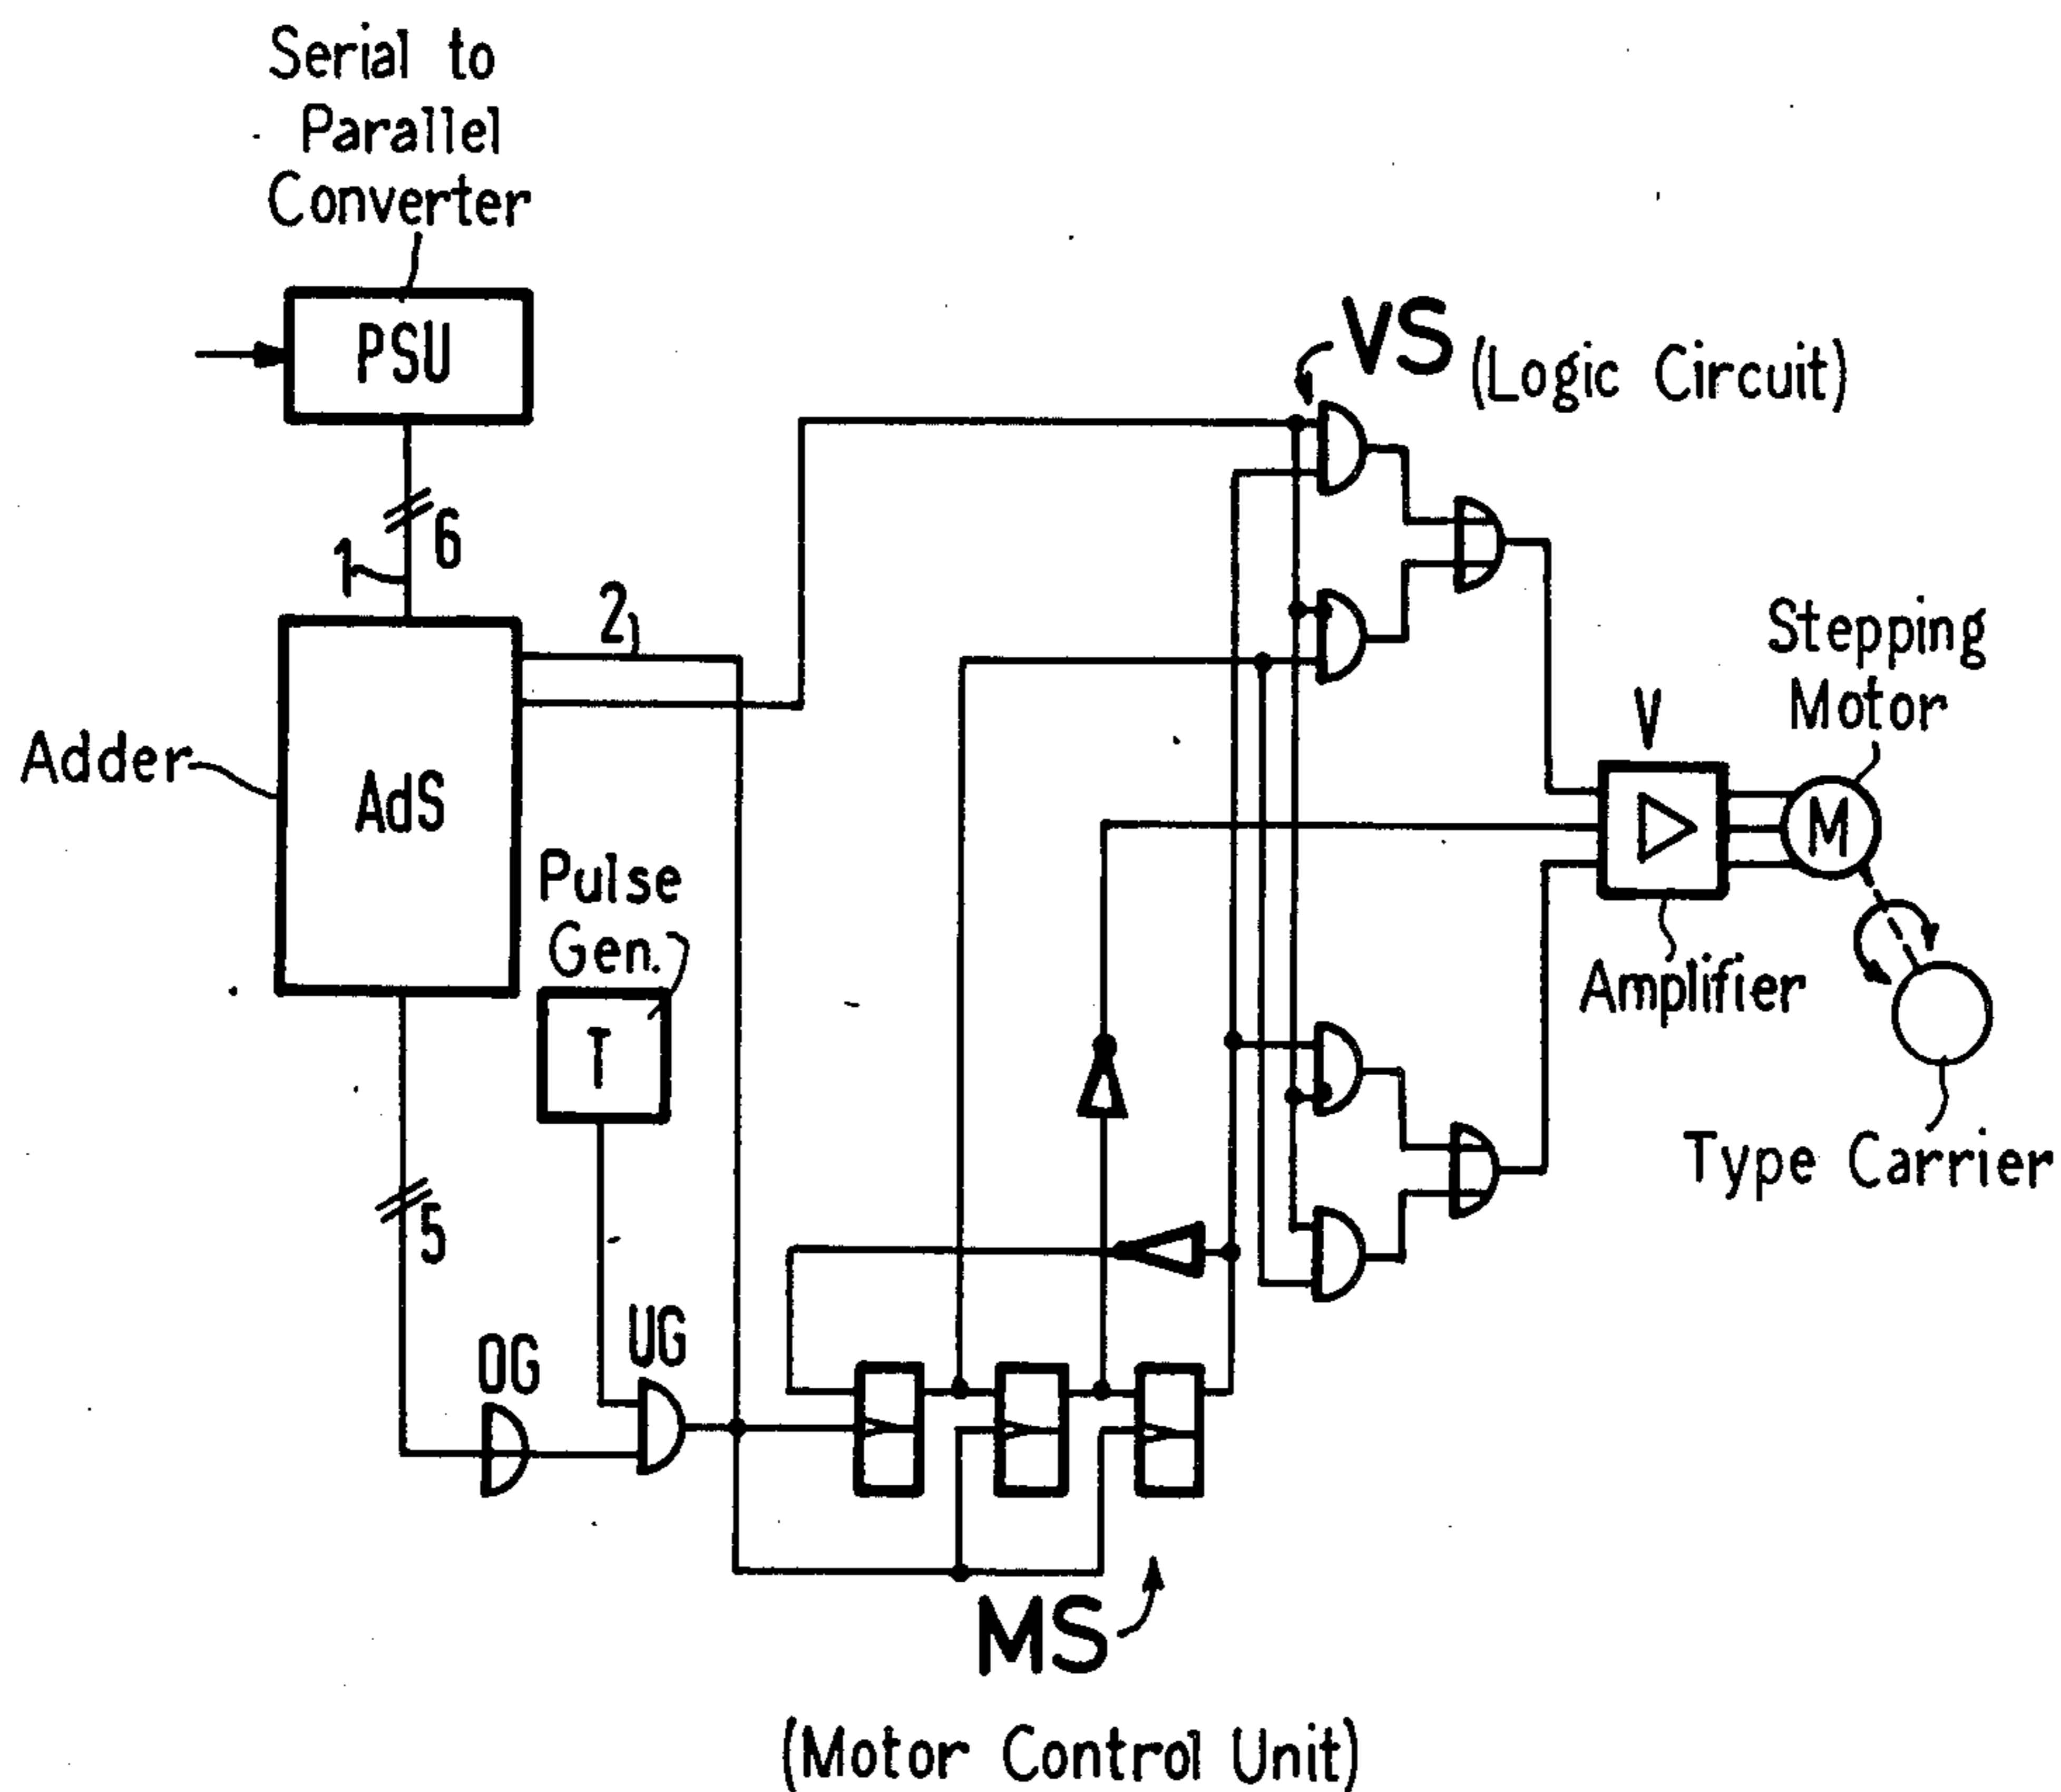 Serial to
Parallel
Converter
PSU
6
1
2
Adder
AdS
Pulse
Gen.
T
5
OG
UG
VS (Logic Circuit)
Stepping
Motor
V
M
Amplifier
Type Carrier
MS
(Motor Control Unit)